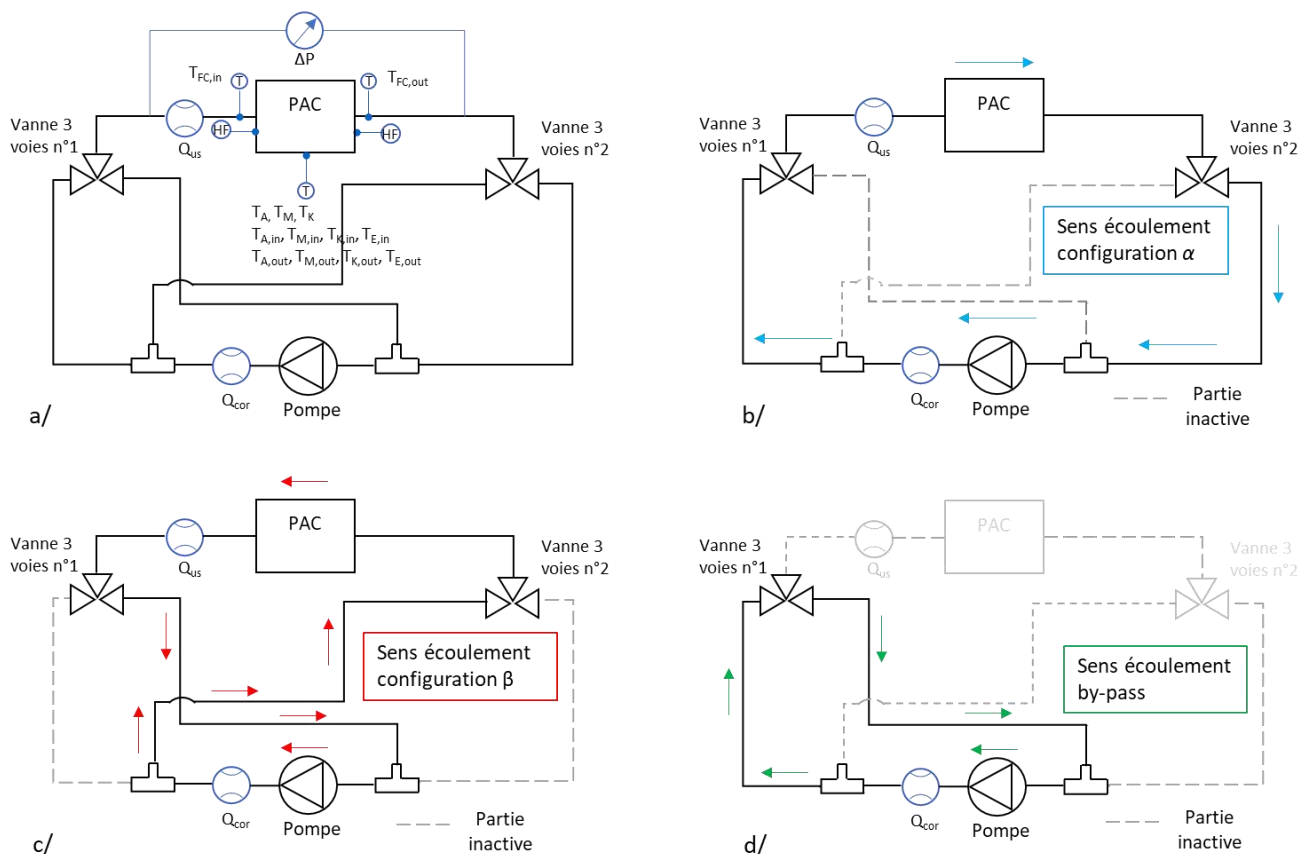 ΔP
T_FC,in
T
PAC
T
T_FC,out
HF
HF
Vanne 3
voies n°1
Q_us
Vanne 3
voies n°2
T
T_A, T_M, T_K
T_A,in, T_M,in, T_K,in, T_E,in
T_A,out, T_M,out, T_K,out, T_E,out
Q_cor
Pompe
a/
PAC
Vanne 3
voies n°1
Q_us
Vanne 3
voies n°2
Sens écoulement
configuration α
Q_cor
Pompe
Partie
inactive
b/
PAC
Vanne 3
voies n°1
Q_us
Vanne 3
voies n°2
Sens écoulement
configuration β
Q_cor
Pompe
Partie
inactive
c/
PAC
Vanne 3
voies n°1
Q_us
Vanne 3
voies n°2
Sens écoulement
by-pass
Q_cor
Pompe
Partie
inactive
d/